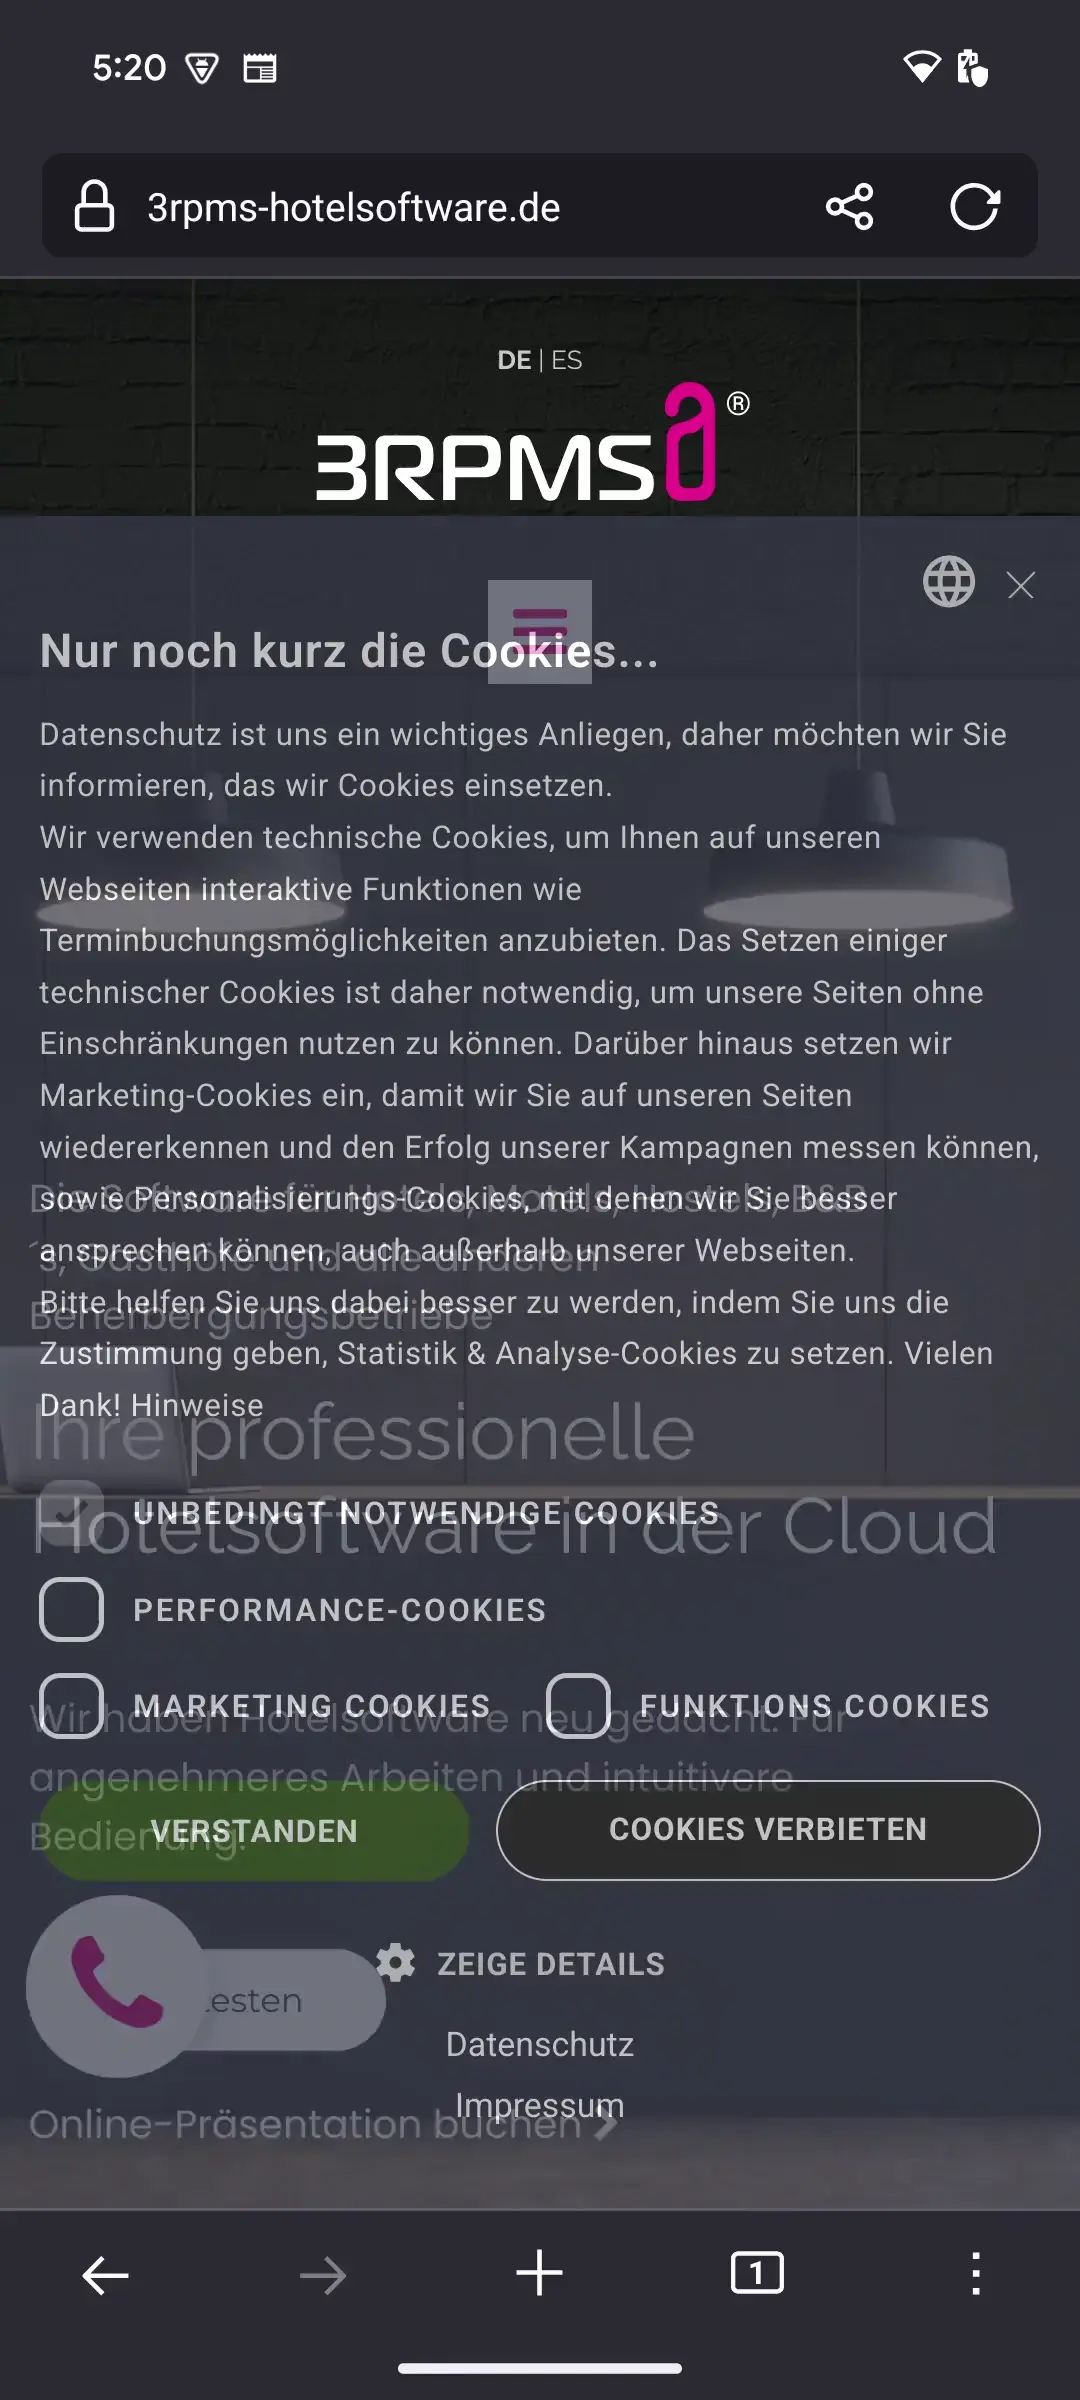 5:20
3rpms-hotelsoftware.de
DE | ES
3RPMS®
Nur noch kurz die Cookies...
Datenschutz ist uns ein wichtiges Anliegen, daher möchten wir Sie
informieren, das wir Cookies einsetzen.
Wir verwenden technische Cookies, um Ihnen auf unseren
Webseiten interaktive Funktionen wie
Terminbuchungsmöglichkeiten anzubieten. Das Setzen einiger
technischer Cookies ist daher notwendig, um unsere Seiten ohne
Einschränkungen nutzen zu können. Darüber hinaus setzen wir
Marketing-Cookies ein, damit wir Sie auf unseren Seiten
wiedererkennen und den Erfolg unserer Kampagnen messen können,
sowie Personalisierungs-Cookies, mit denen wir Sie besser
Die Software für Hotels, Motels, Hostels, B&B
ansprechen können, auch außerhalb unserer Webseiten.
´s, Gasthöfe und alle anderen
Bitte helfen Sie uns dabei besser zu werden, indem Sie uns die
Beherbergungsbetriebe
Zustimmung geben, Statistik & Analyse-Cookies zu setzen. Vielen
Dank! Hinweise
Ihre professionelle
UNBEDINGT NOTWENDIGE COOKIES
Hotelsoftware in der Cloud
PERFORMANCE-COOKIES
MARKETING COOKIES
FUNKTIONS COOKIES
Wir haben Hotelsoftware neu gedacht. Für
angenehmeres Arbeiten und intuitivere
Bedienung.
VERSTANDEN
COOKIES VERBIETEN
ZEIGE DETAILS
testen
Datenschutz
Impressum
Online-Präsentation buchen
1